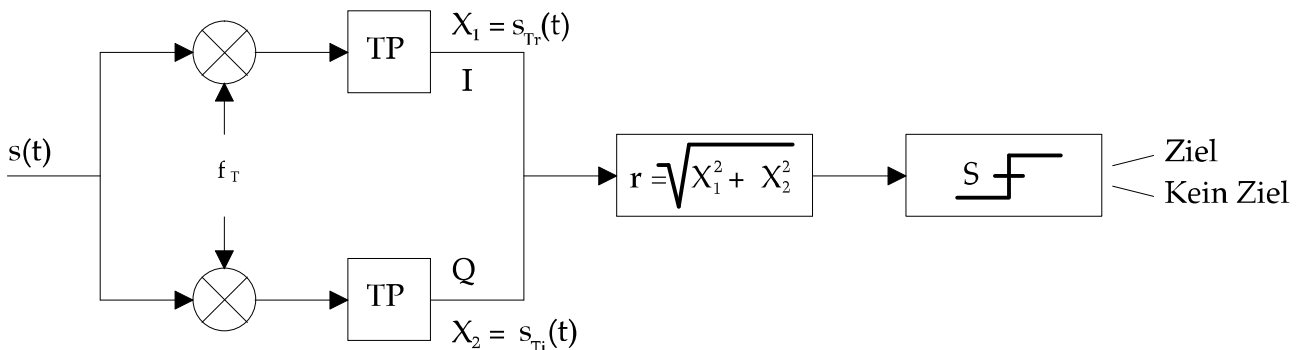 X₁ = s_Tr(t)
TP
I
s(t)
f_T
r = √X₁² + X₂²
S
Ziel
Kein Ziel
Q
TP
X₂ = s_Ti(t)